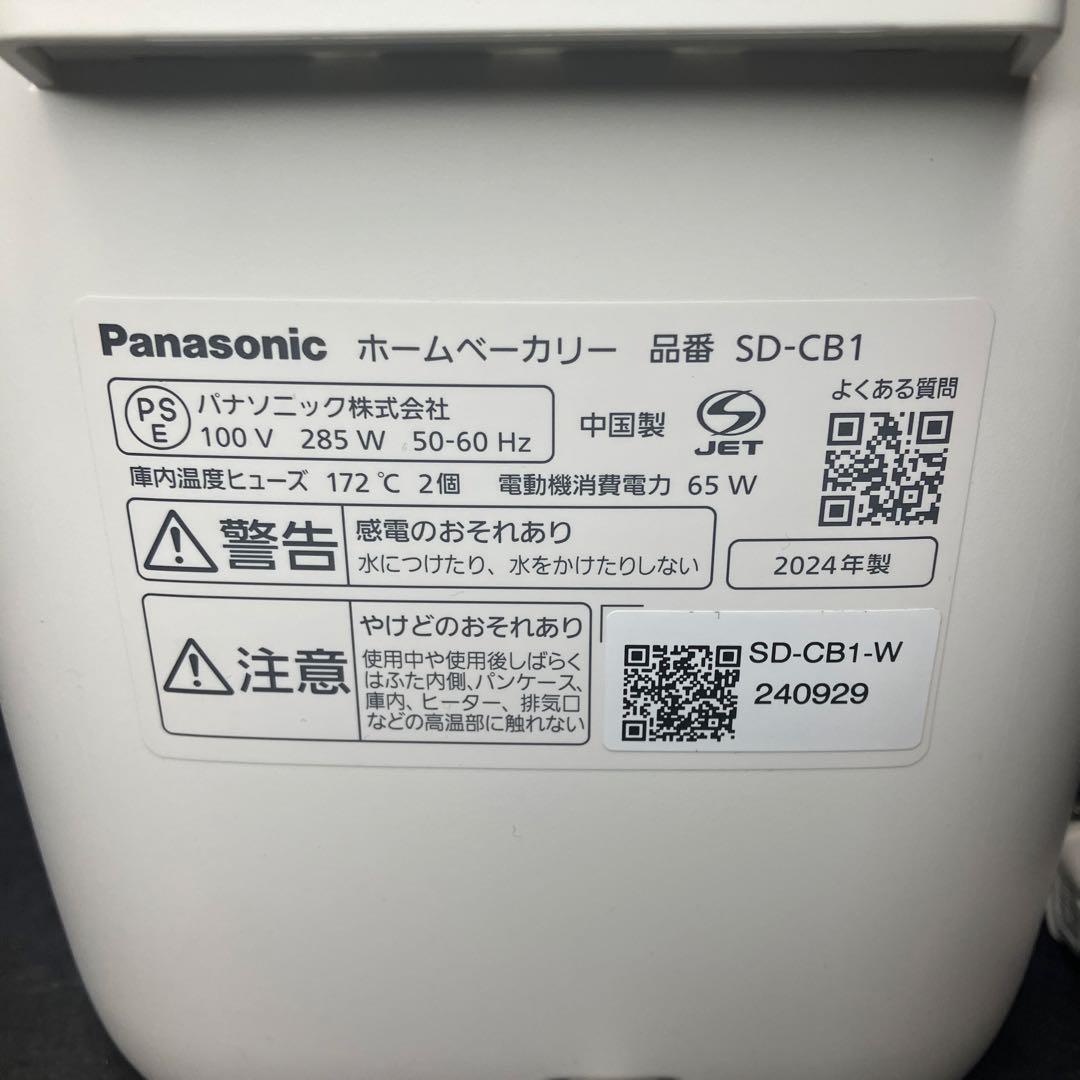 Panasonic ホームベーカリー 品番 SD-CB1
PS
E
パナソニック株式会社
100 V 285 W 50-60 Hz
中国製
JET
よくある質問
庫内温度ヒューズ 172 ℃ 2個 電動機消費電力 65 W
警告
感電のおそれあり
水につけたり、水をかけたりしない
2024年製
注意
やけどのおそれあり
使用中や使用後しばらく
はふた内側、パンケース、
庫内、ヒーター、排気口
などの高温部に触れない
SD-CB1-W
240929